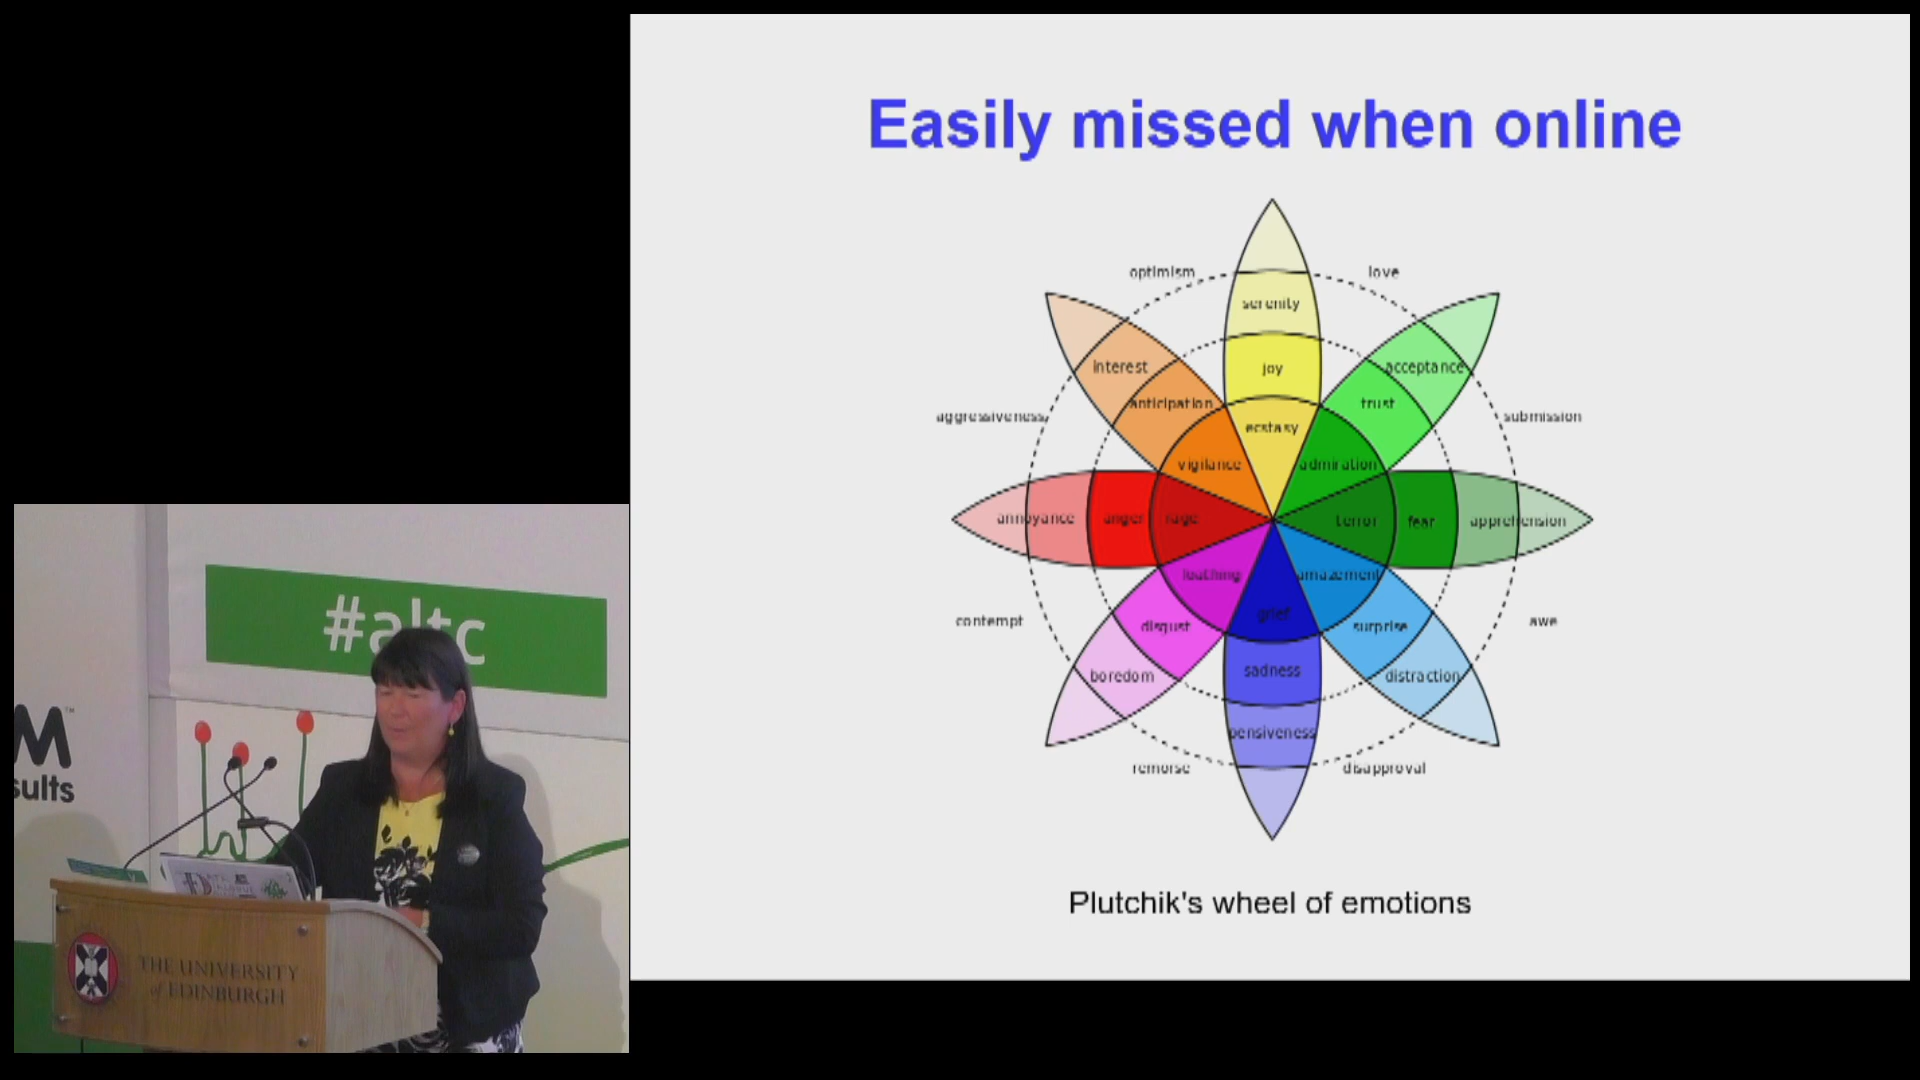 Easily missed when online
optimism
love
serenity
interest
acceptance
joy
anticipation
trust
aggressiveness
submission
ecstasy
vigilance
admiration
annoyance
anger
rage
terror
fear
apprehension
loathing
amazement
grief
contempt
disgust
surprise
awe
boredom
sadness
distraction
pensiveness
remorse
disapproval
Plutchik's wheel of emotions
#altc
M™
sults
THE UNIVERSITY
of EDINBURGH